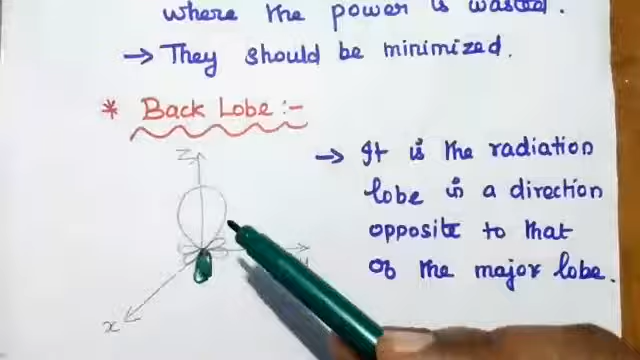 where the power is wasted.
→ They should be minimized.
* Back Lobe :-
→ It is the radiation
lobe in a direction
opposite to that
of the major lobe.
z
y
x